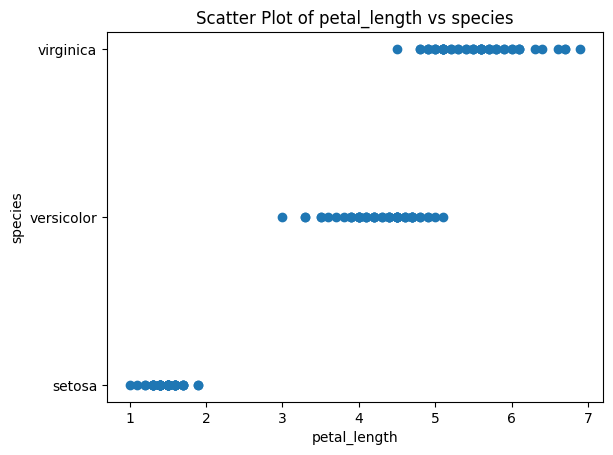 Scatter Plot of petal_length vs species
species
virginica
versicolor
setosa
1 2 3 4 5 6 7
petal_length